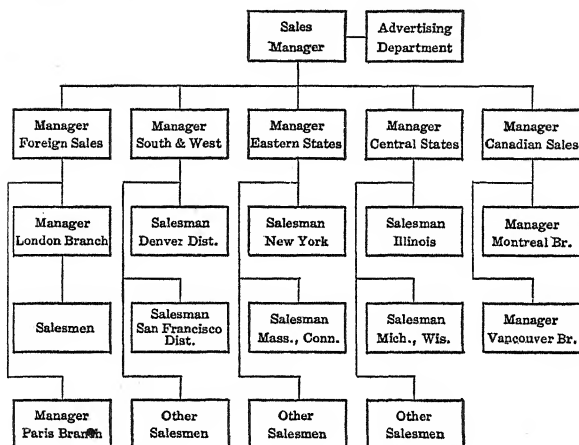 Sales
Manager
Advertising
Department
Manager
Foreign Sales
Manager
South & West
Manager
Eastern States
Manager
Central States
Manager
Canadian Sales
Manager
London Branch
Salesman
Denver Dist.
Salesman
New York
Salesman
Illinois
Manager
Montreal Br.
Salesmen
Salesman
San Francisco
Dist.
Salesman
Mass., Conn.
Salesman
Mich., Wis.
Manager
Vancouver Br.
Manager
Paris Branch
Other
Salesmen
Other
Salesmen
Other
Salesmen